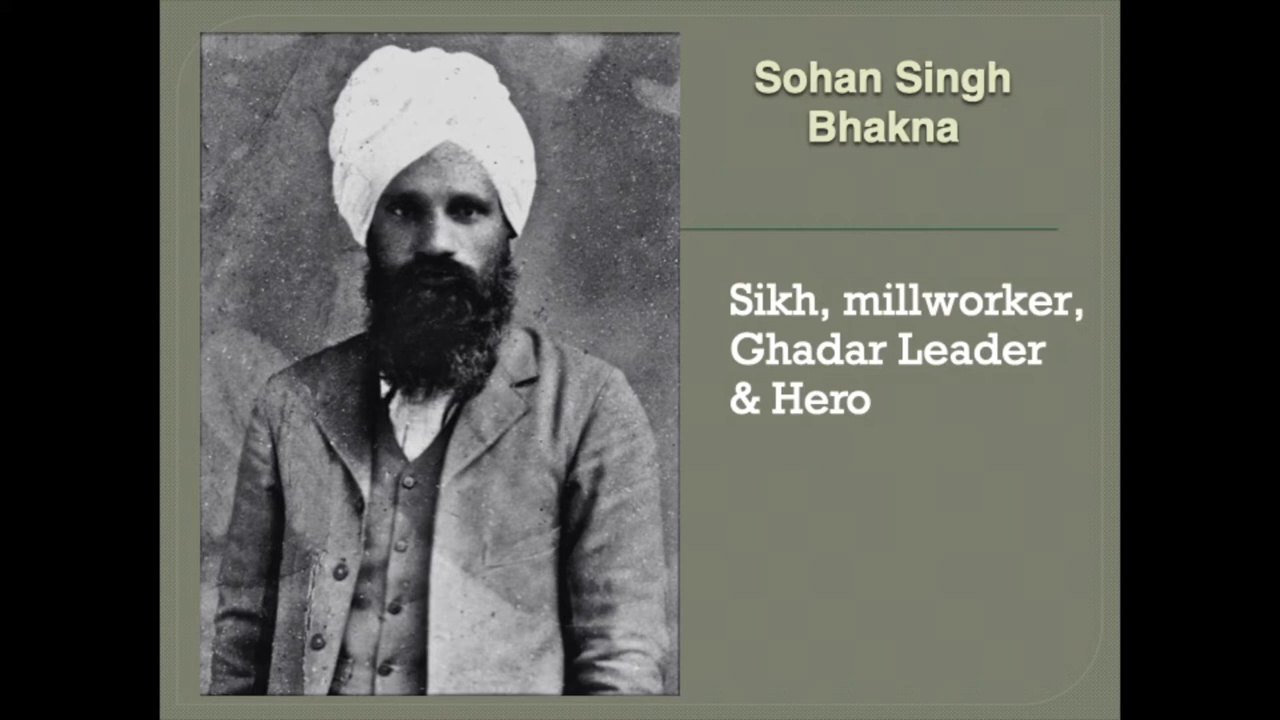 Sohan Singh
Bhakna
Sikh, millworker,
Ghadar Leader
& Hero